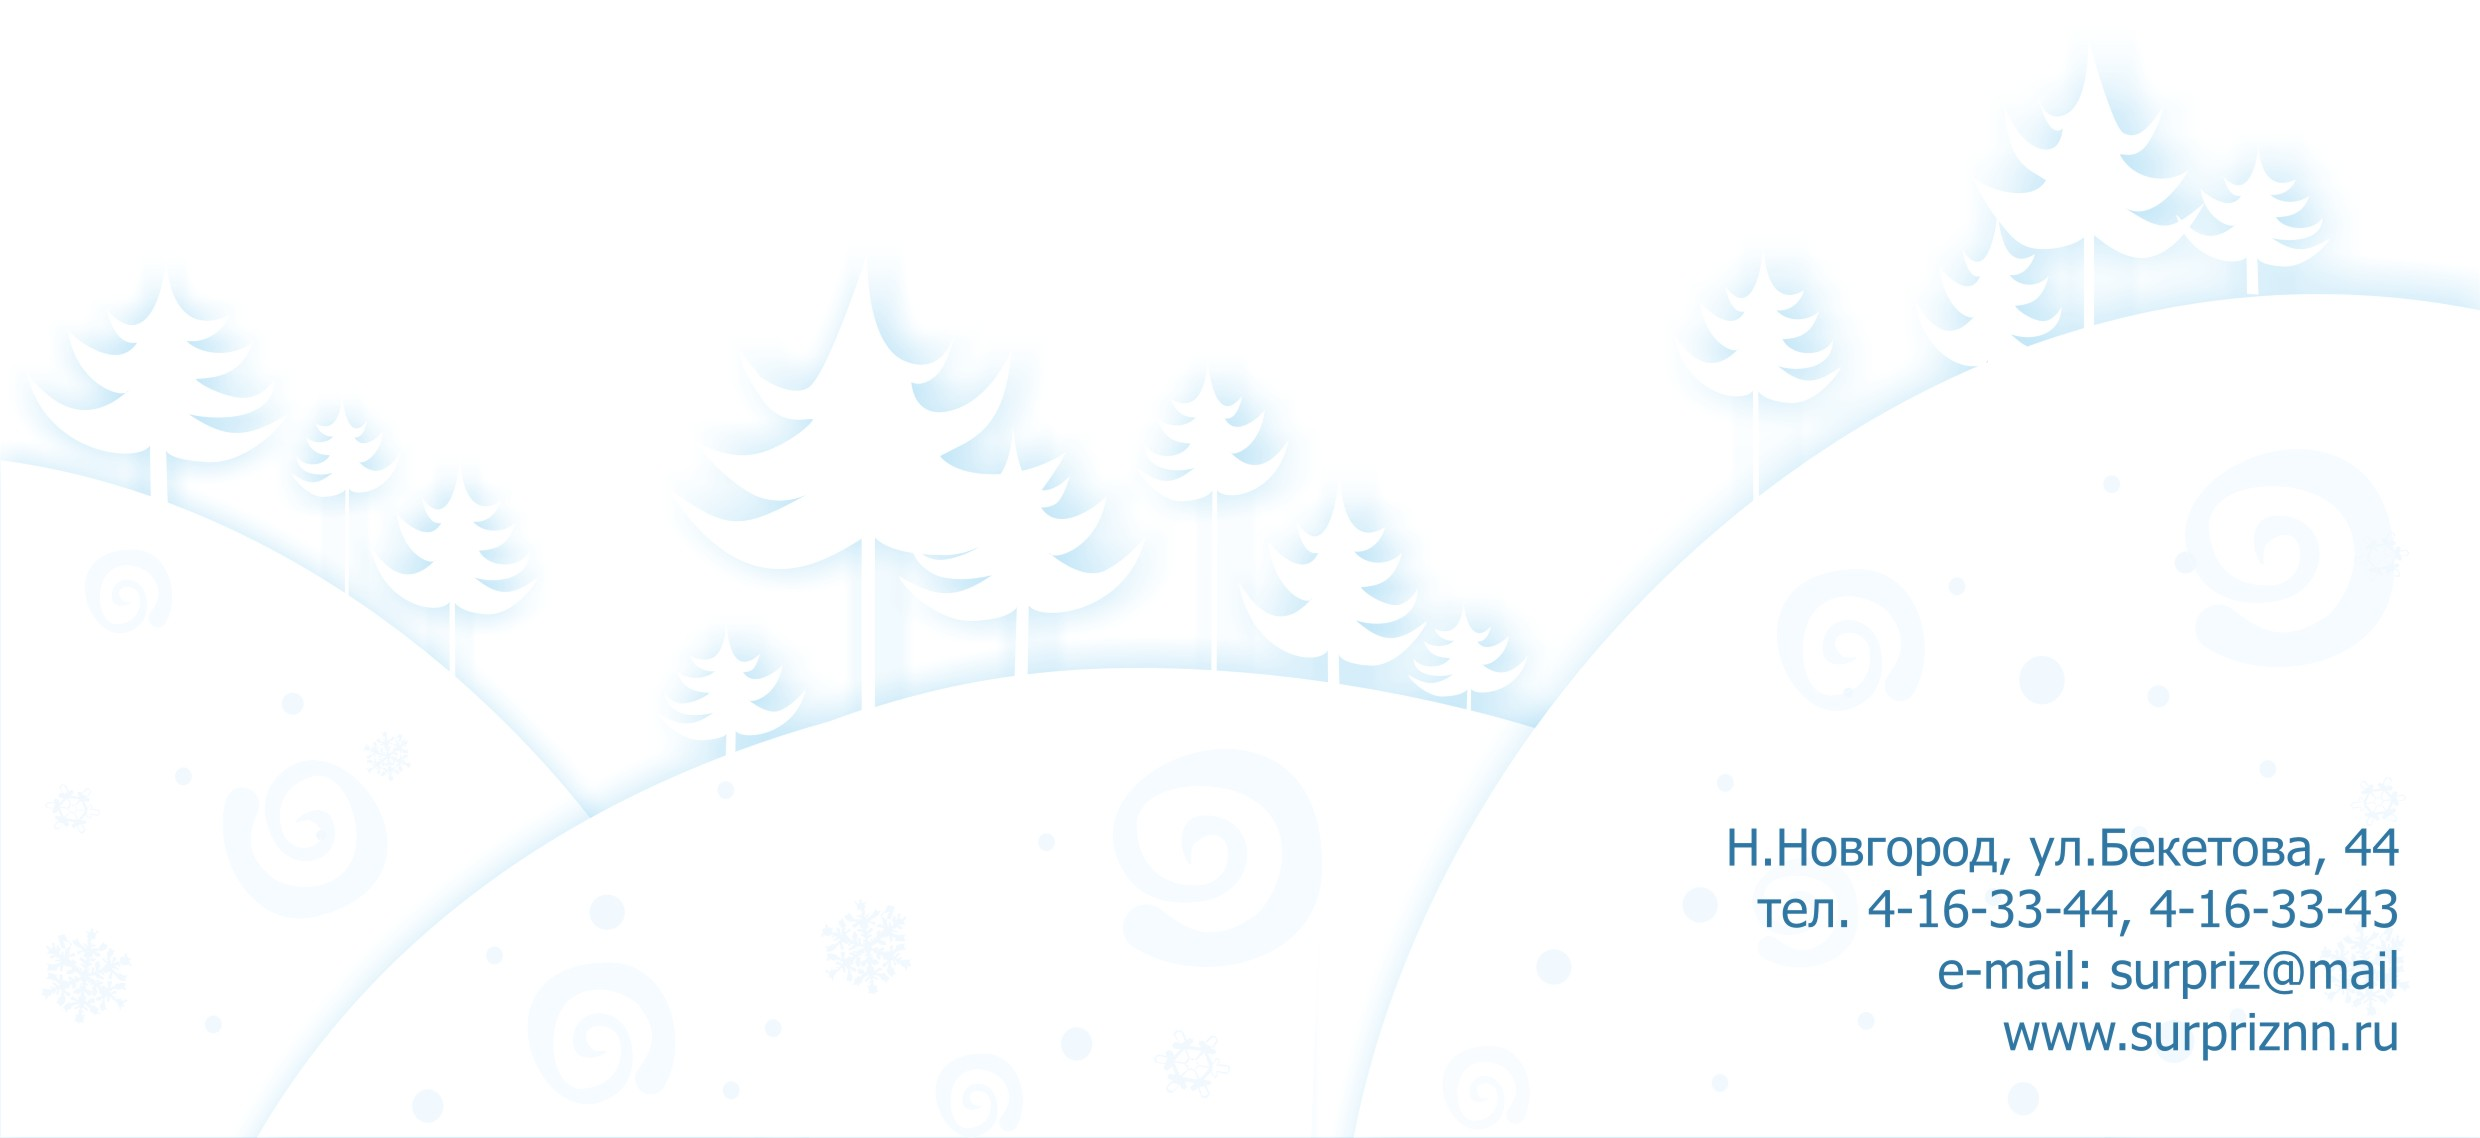 Н.Новгород, ул.Бекетова, 44
тел. 4-16-33-44, 4-16-33-43
e-mail: surpriz@mail
www.surpriznn.ru